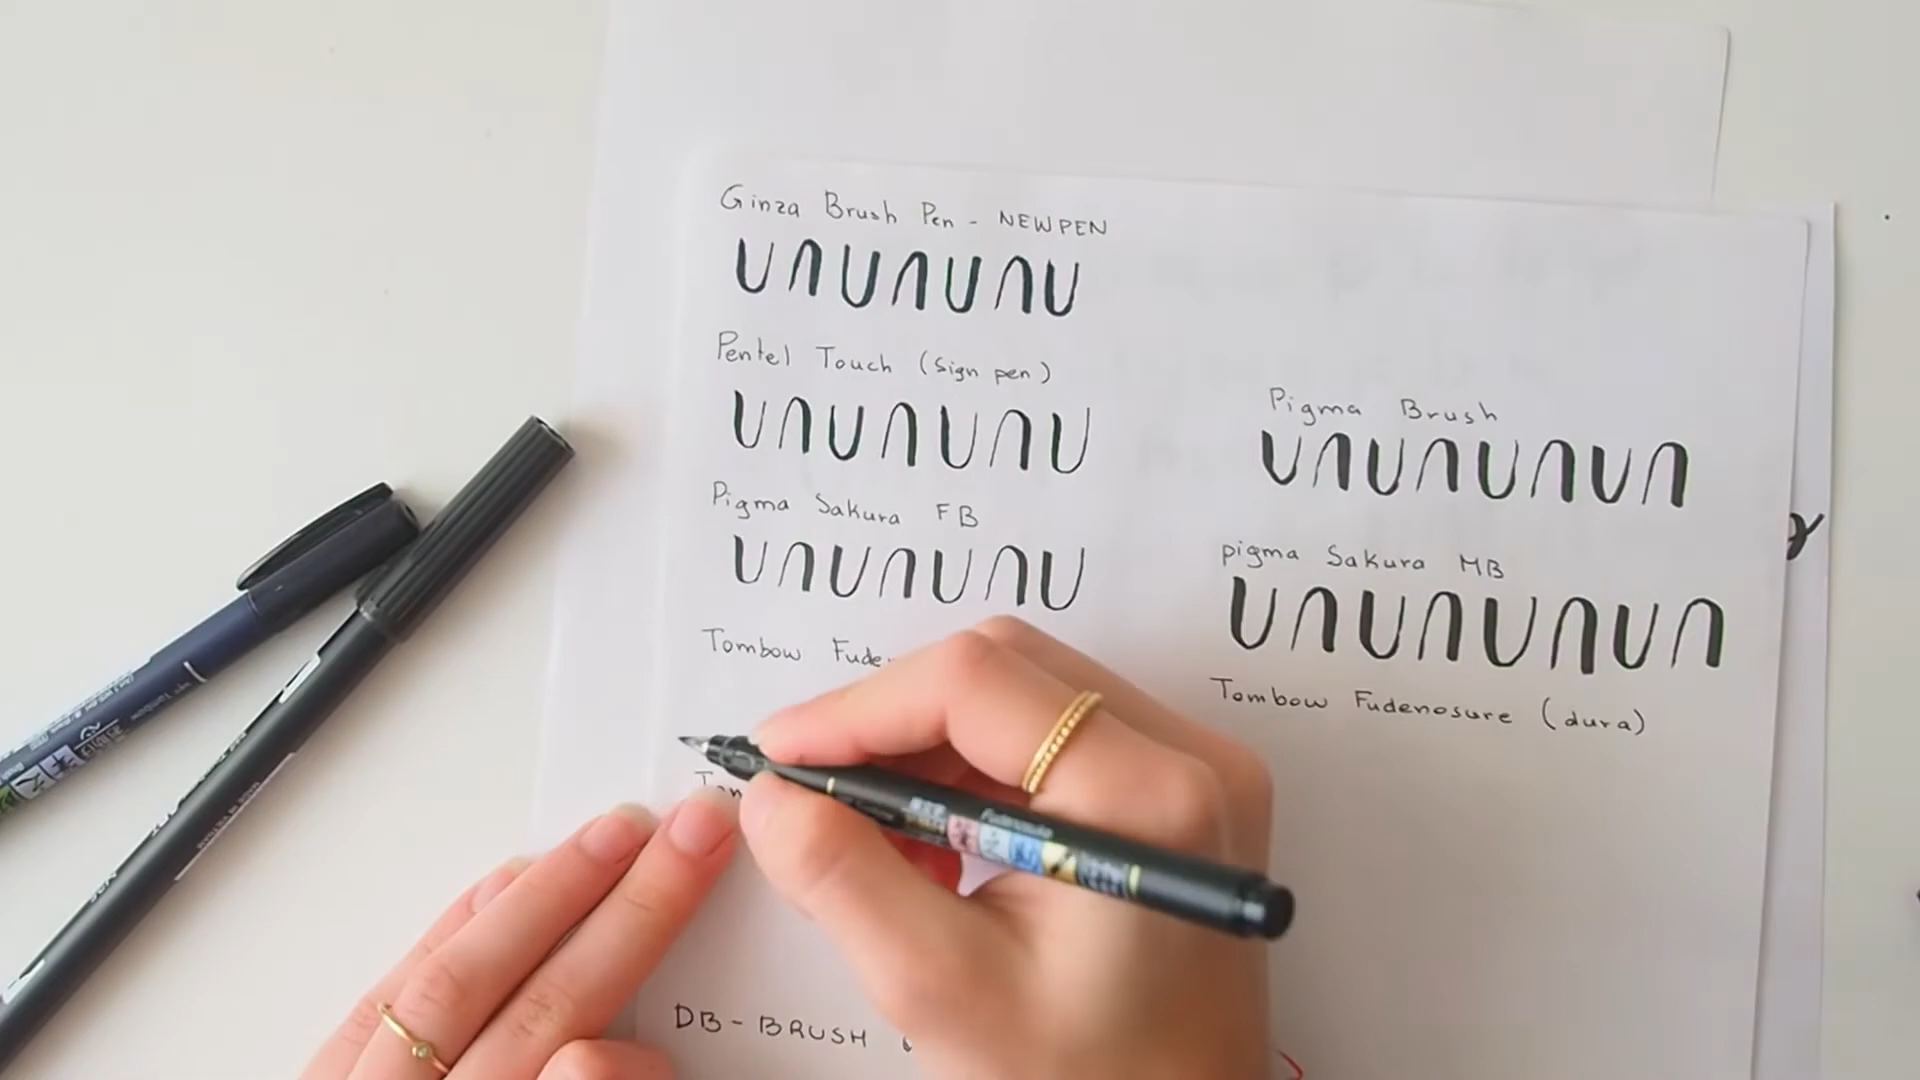 Ginza Brush Pen - NEWPEN
Pentel Touch (Sign pen)
Pigma Sakura FB
Tombow
DB-BRUSH
Pigma Brush
pigma Sakura MB
Tombow Fudenosure (dura)